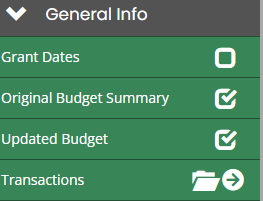 General Info
Grant Dates
Original Budget Summary
Updated Budget
Transactions